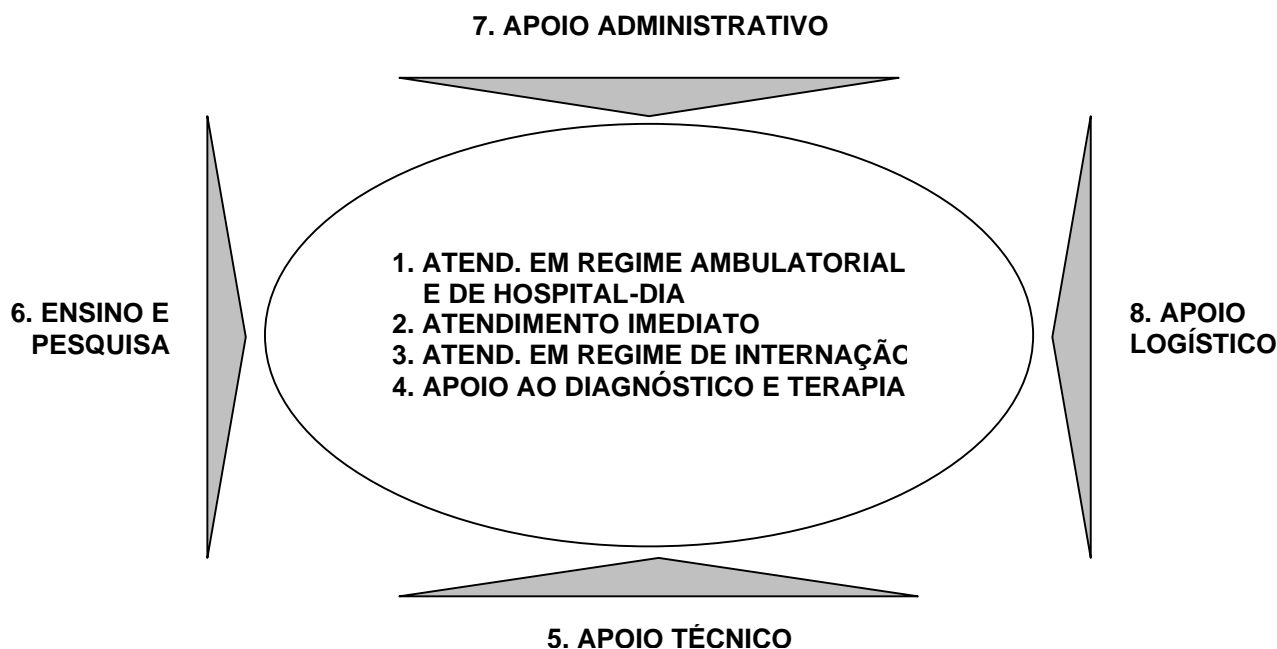 7. APOIO ADMINISTRATIVO
1. ATEND. EM REGIME AMBULATORIAL
E DE HOSPITAL-DIA
2. ATENDIMENTO IMEDIATO
3. ATEND. EM REGIME DE INTERNAÇÃO
4. APOIO AO DIAGNÓSTICO E TERAPIA
6. ENSINO E
PESQUISA
8. APOIO
LOGÍSTICO
5. APOIO TÉCNICO